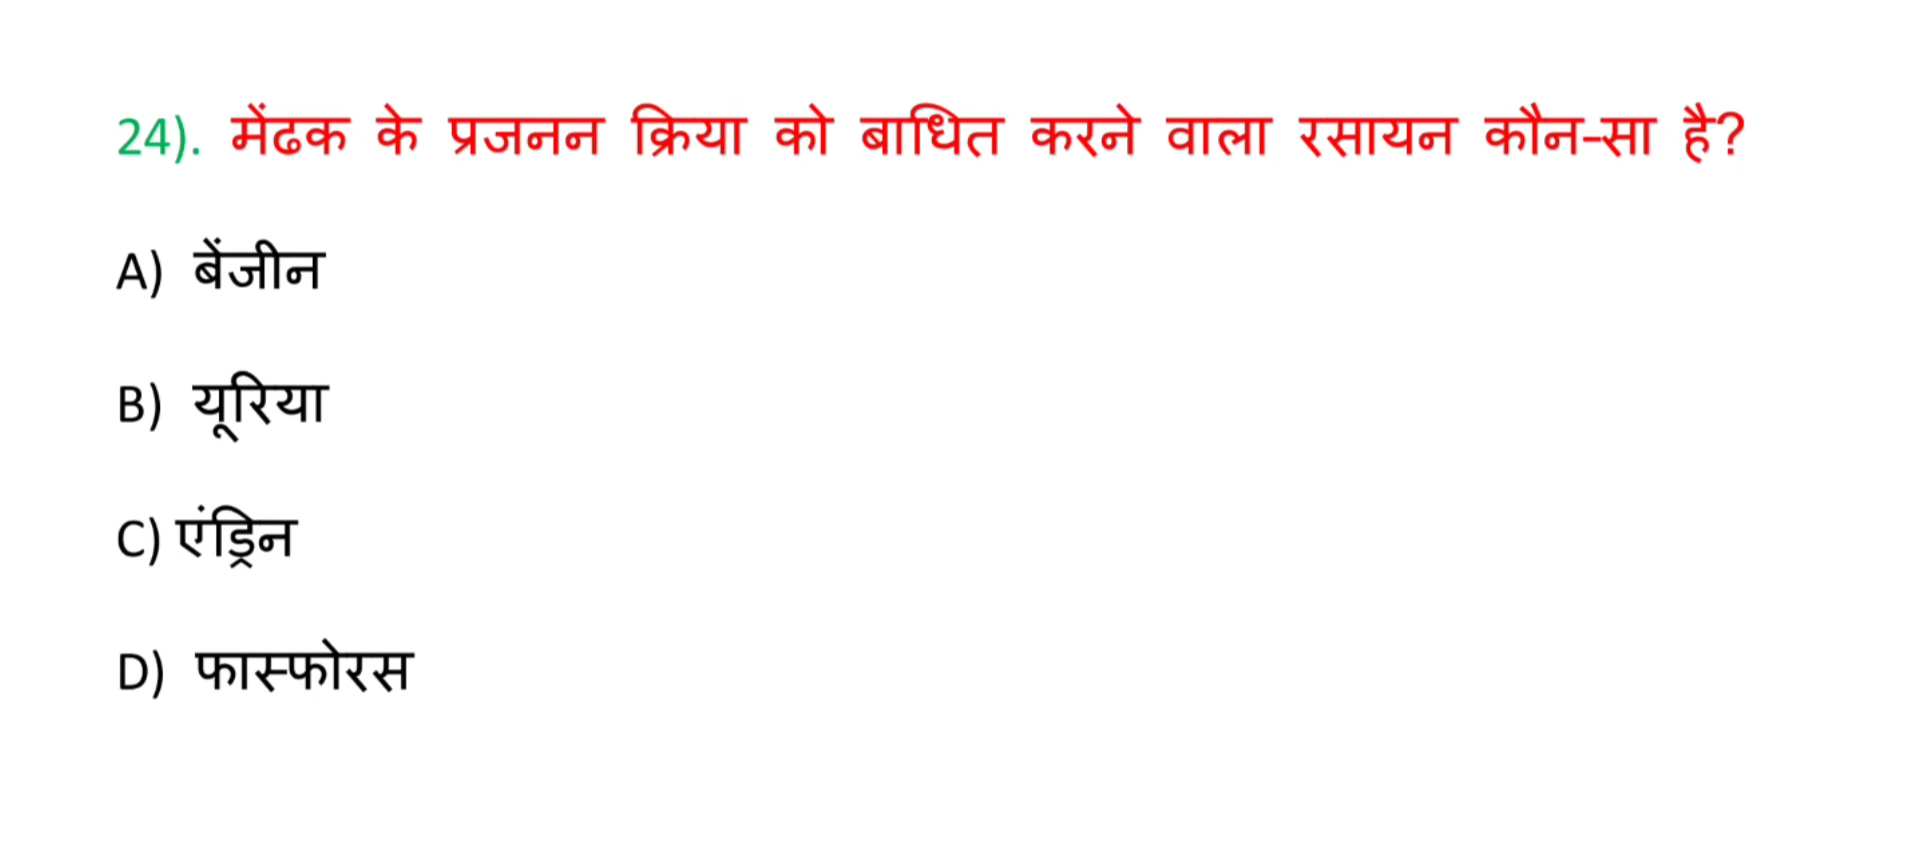 24). मेंढक के प्रजनन क्रिया को बाधित करने वाला रसायन कौन-सा है?
A) बेंजीन
B) यूरिया
C) एंड्रिन
D) फास्फोरस